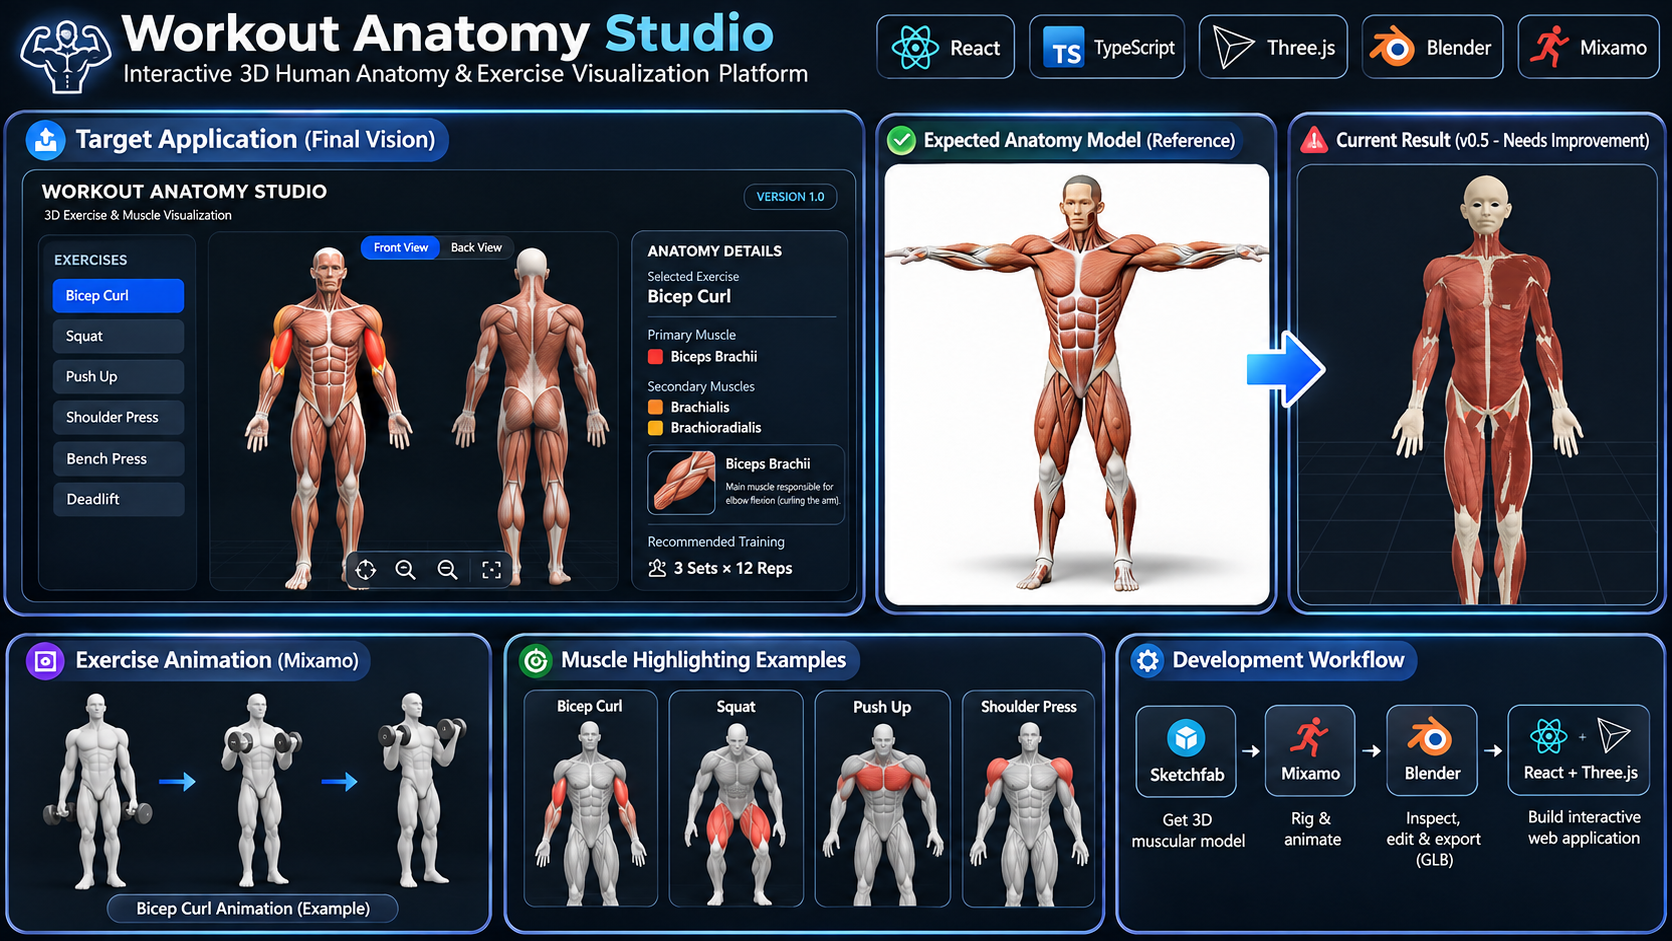 Workout Anatomy Studio
Interactive 3D Human Anatomy & Exercise Visualization Platform
React
TS TypeScript
Three.js
Blender
Mixamo
Target Application (Final Vision)
WORKOUT ANATOMY STUDIO
3D Exercise & Muscle Visualization
VERSION 1.0
EXERCISES
Bicep Curl
Squat
Push Up
Shoulder Press
Bench Press
Deadlift
Front View
Back View
ANATOMY DETAILS
Selected Exercise
Bicep Curl
Primary Muscle
Biceps Brachii
Secondary Muscles
Brachialis
Brachioradialis
Biceps Brachii
Main muscle responsible for
elbow flexion (curling the arm).
Recommended Training
3 Sets × 12 Reps
Expected Anatomy Model (Reference)
Current Result (v0.5 - Needs Improvement)
Exercise Animation (Mixamo)
Bicep Curl Animation (Example)
Muscle Highlighting Examples
Bicep Curl
Squat
Push Up
Shoulder Press
Development Workflow
Sketchfab
Mixamo
Blender
+
React + Three.js
Get 3D
muscular model
Rig &
animate
Inspect,
edit & export
(GLB)
Build interactive
web application